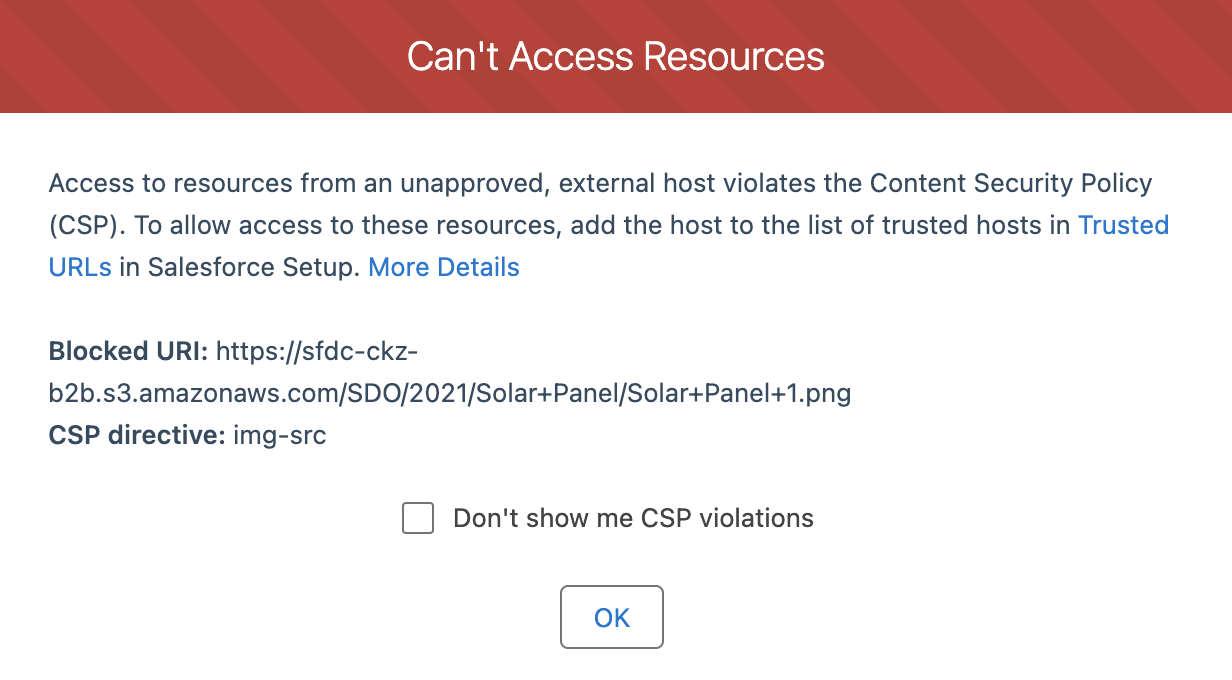 Can't Access Resources
Access to resources from an unapproved, external host violates the Content Security Policy
(CSP). To allow access to these resources, add the host to the list of trusted hosts in Trusted
URLs in Salesforce Setup. More Details
Blocked URI: https://sfdc-ckz-
b2b.s3.amazonaws.com/SDO/2021/Solar+Panel/Solar+Panel+1.png
CSP directive: img-src
Don't show me CSP violations
OK